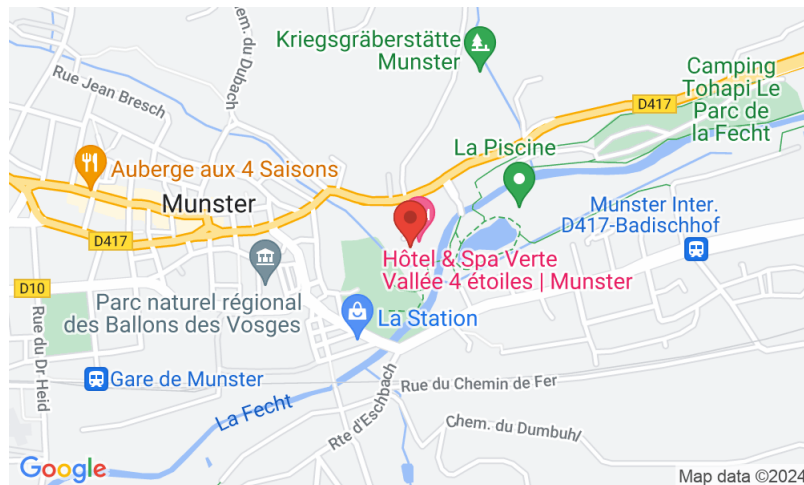 Chem. du Dubach
Kriegsgräberstätte
Munster
Camping
Tohapi Le
Parc de
la Fecht
Rue Jean Bresch
D417
La Piscine
Auberge aux 4 Saisons
Munster
Munster Inter.
D417-Badischhof
D417
Hôtel & Spa Verte
Vallée 4 étoiles | Munster
D10
Parc naturel régional
des Ballons des Vosges
La Station
Rue du Dr Heid
Gare de Munster
Rue du Chemin de Fer
La Fecht
Rte d'Eschbach
Chem. du Dumbuhl
Google
Map data ©2024